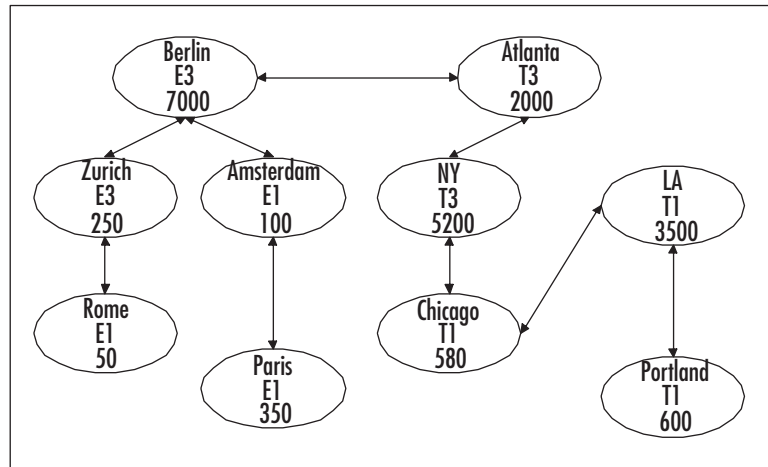 Berlin
E3
7000
Atlanta
T3
2000
Zurich
E3
250
Amsterdam
E1
100
NY
T3
5200
LA
T1
3500
Rome
E1
50
Paris
E1
350
Chicago
T1
580
Portland
T1
600